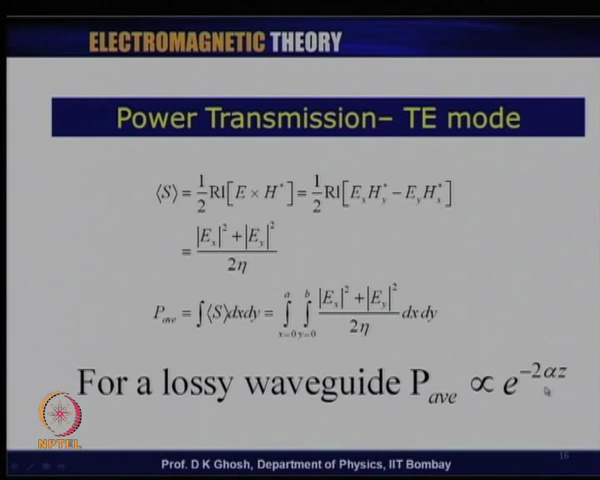 ELECTROMAGNETIC THEORY
Power Transmission– TE mode
⟨S⟩ = 1/2 Rl[E × H*] = 1/2 Rl[E_x H_y* − E_y H_x*]
= |E_x|² + |E_y|² / 2η
P_ave = ∫⟨S⟩dxdy = ∫_{x=0}^{a} ∫_{y=0}^{b} |E_x|² + |E_y|² / 2η dxdy
For a lossy waveguide P_ave ∝ e^{−2αz}
NPTEL
16
Prof. D K Ghosh, Department of Physics, IIT Bombay